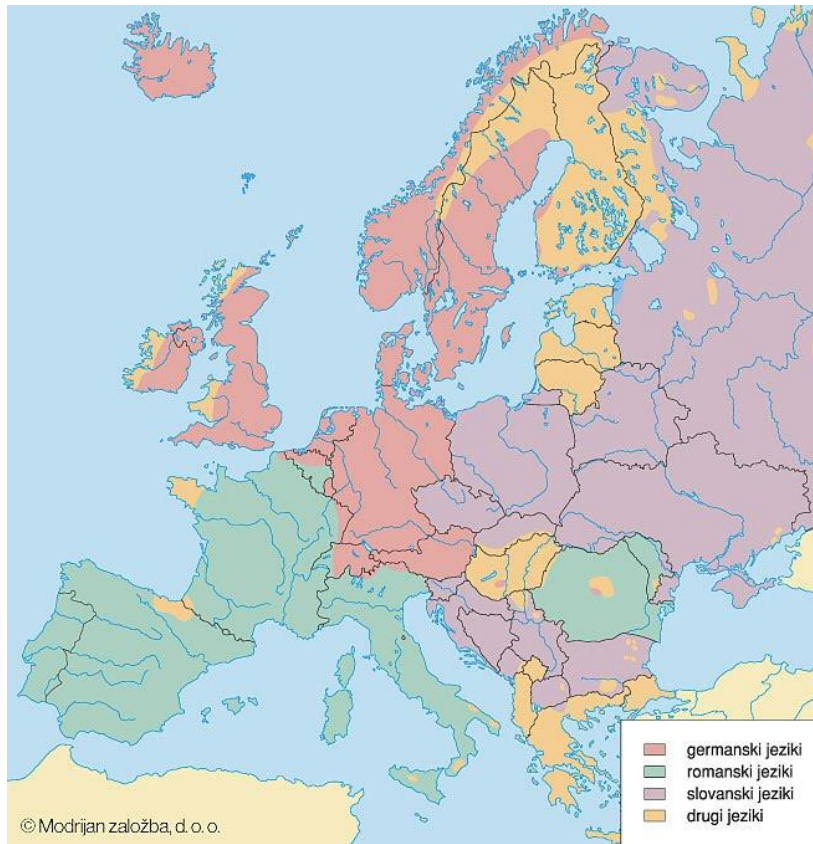 germanski jeziki
romanski jeziki
slovanski jeziki
drugi jeziki
© Modrijan založba, d. o. o.